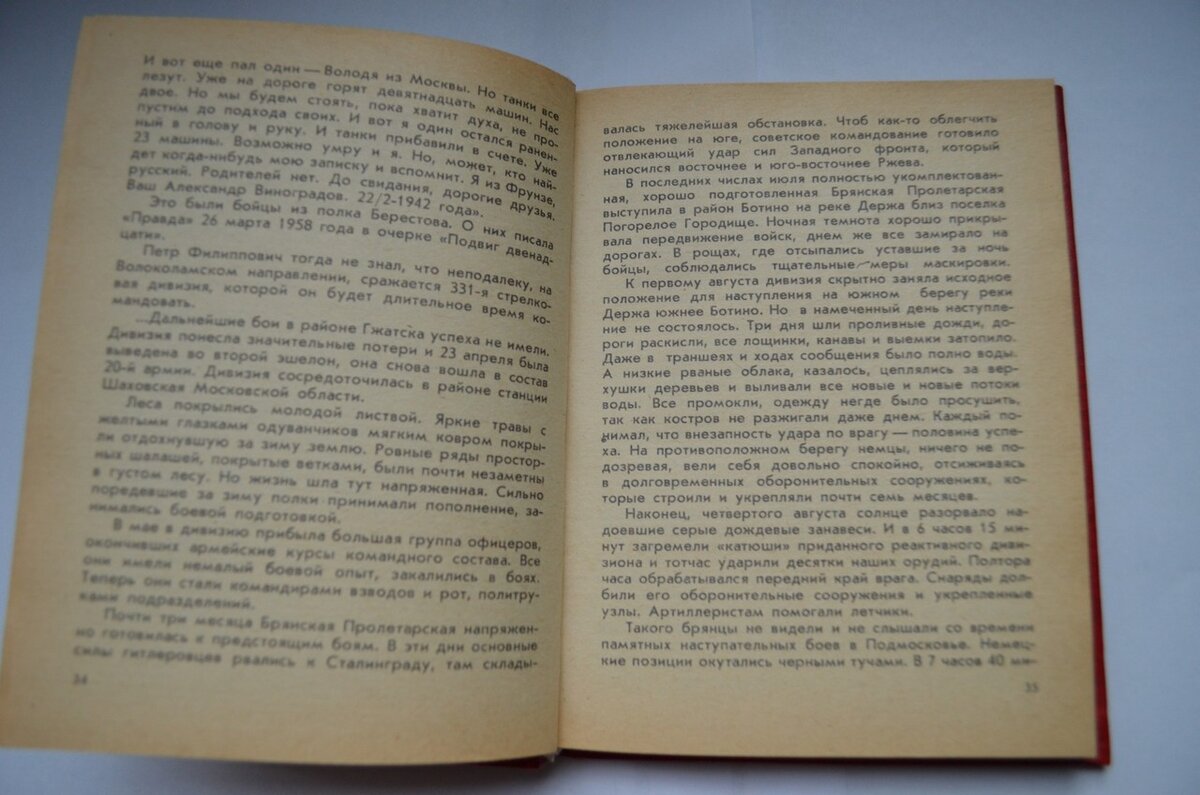 И вот еще пал один — Володя из Москвы. Но танки все
лезут. Уже на дороге горят девятнадцать машин. Нас
двое. Но мы будем стоять, пока хватит духа, не про-
пустим до подхода своих. И вот я один остался ранен-
ный в голову и руку. И танки прибавили в счете. Уже
23 машины. Возможно умру и я. Но, может, кто най-
дет когда-нибудь мою записку и вспомнит. Я из Фрунзе,
русский. Родителей нет. До свидания, дорогие друзья.
Ваш Александр Виноградов. 22/2-1942 года».
Это были бойцы из полка Берестова. О них писала
«Правда» 26 марта 1958 года в очерке «Подвиг двенад-
цати».
Петр Филиппович тогда не знал, что неподалеку, на
Волоколамском направлении, сражается 331-я стрелко-
вая дивизия, которой он будет длительное время ко-
мандовать.
...Дальнейшие бои в районе Гжатска успеха не имели.
Дивизия понесла значительные потери и 23 апреля была
выведена во второй эшелон, она снова вошла в состав
20-й армии. Дивизия сосредоточилась в районе станции
Шаховская Московской области.
Леса покрылись молодой листвой. Яркие травы с
желтыми глазками одуванчиков мягким ковром покры-
ли отдохнувшую за зиму землю. Ровные ряды простор-
ных шалашей, покрытые ветками, были почти незаметны
в густом лесу. Но жизнь шла тут напряженная. Сильно
поредевшие за зиму полки принимали пополнение, за-
нимались боевой подготовкой.
В мае в дивизию прибыла большая группа офицеров,
окончивших армейские курсы командного состава. Все
они имели немалый боевой опыт, закалились в боях.
Теперь они стали командирами взводов и рот, политру-
ками подразделений.
Почти три месяца Брянская Пролетарская напряжен-
но готовилась к предстоящим боям. В эти дни основные
силы гитлеровцев рвались к Сталинграду, там склады-
34
валась тяжелейшая обстановка. Чтоб как-то облегчить
положение на юге, советское командование готовило
отвлекающий удар сил Западного фронта, который
наносился восточнее и юго-восточнее Ржева.
В последних числах июля полностью укомплектован-
ная, хорошо подготовленная Брянская Пролетарская
выступила в район Ботино на реке Держа близ поселка
Погорелое Городище. Ночная темнота хорошо прикры-
вала передвижение войск, днем же все замирало на
дорогах. В рощах, где отсыпались уставшие за ночь
бойцы, соблюдались тщательные меры маскировки.
К первому августа дивизия скрытно заняла исходное
положение для наступления на южном берегу реки
Держа южнее Ботино. Но в намеченный день наступле-
ние не состоялось. Три дня шли проливные дожди, до-
роги раскисли, все лощинки, канавы и выемки затопило.
Даже в траншеях и ходах сообщения было полно воды.
А низкие рваные облака, казалось, цеплялись за вер-
хушки деревьев и выливали все новые и новые потоки
воды. Все промокли, одежду негде было просушить,
так как костров не разжигали даже днем. Каждый по-
нимал, что внезапность удара по врагу — половина успе-
ха. На противоположном берегу немцы, ничего не по-
дозревая, вели себя довольно спокойно, отсиживаясь
в долговременных оборонительных сооружениях, ко-
торые строили и укрепляли почти семь месяцев.
Наконец, четвертого августа солнце разорвало на-
доевшие серые дождевые занавеси. И в 6 часов 15 ми-
нут загремели «катюши» приданного реактивного диви-
зиона и тотчас ударили десятки наших орудий. Полтора
часа обрабатывался передний край врага. Снаряды дол-
били его оборонительные сооружения и укрепленные
узлы. Артиллеристам помогали летчики.
Такого брянцы не видели и не слышали со времени
памятных наступательных боев в Подмосковье. Немец-
кие позиции окутались черными тучами. В 7 часов 40 ми-
35